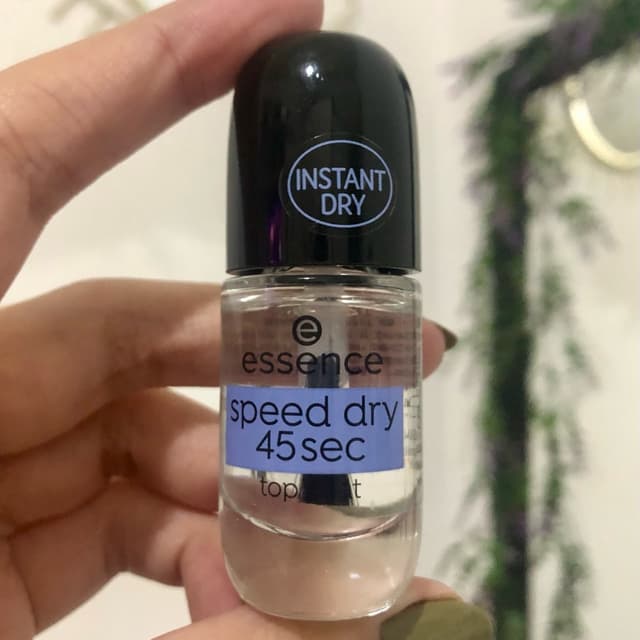 INSTANT
DRY
e
essence
speed dry
45sec
top